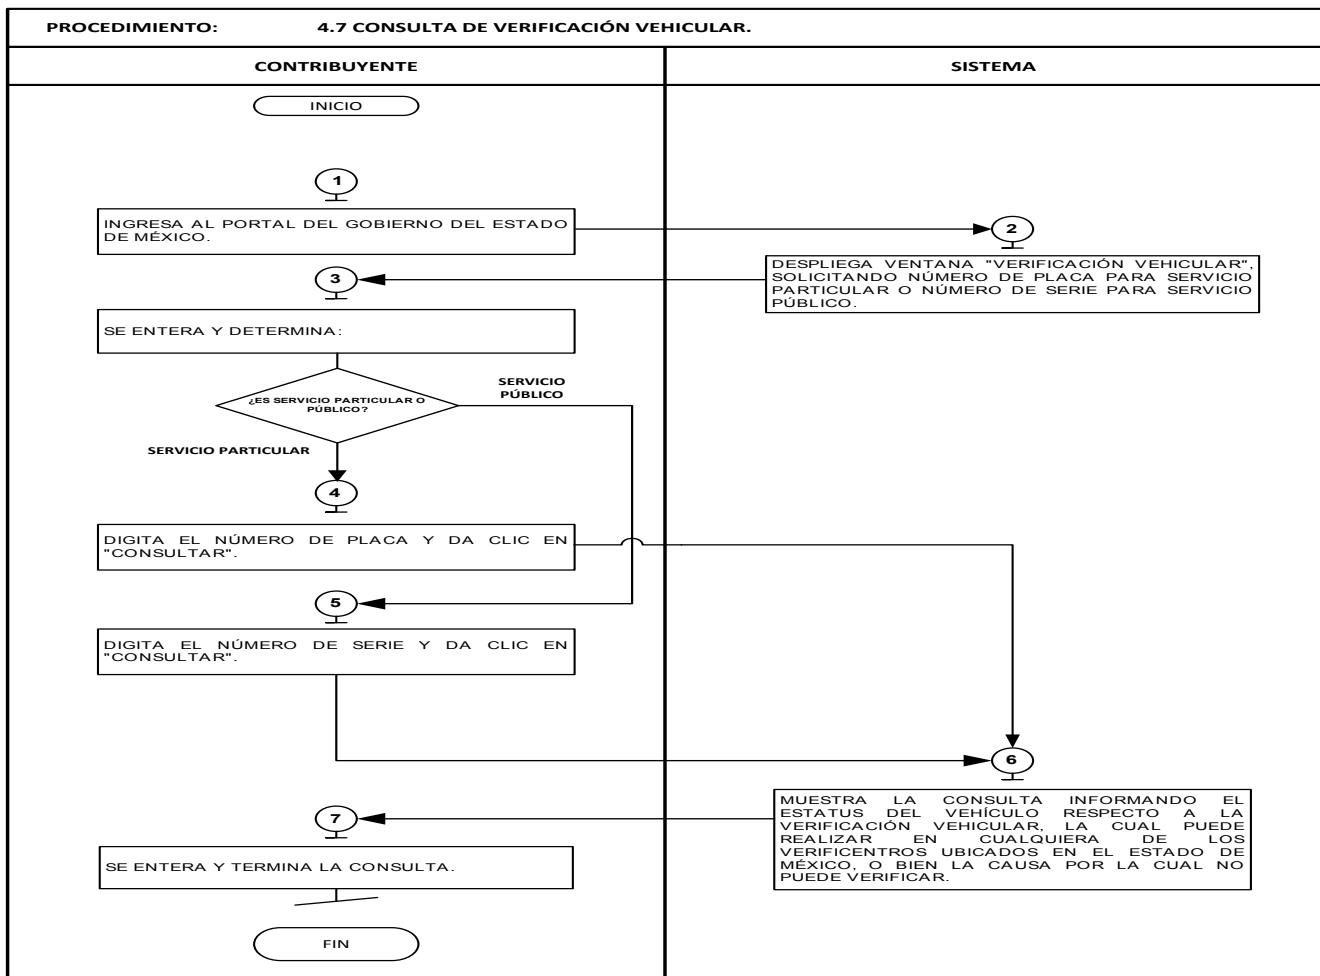 PROCEDIMIENTO: 4.7 CONSULTA DE VERIFICACIÓN VEHICULAR.
CONTRIBUYENTE
SISTEMA
INICIO
1
INGRESA AL PORTAL DEL GOBIERNO DEL ESTADO
DE MÉXICO.
2
DESPLIEGA VENTANA "VERIFICACIÓN VEHICULAR",
SOLICITANDO NÚMERO DE PLACA PARA SERVICIO
PARTICULAR O NÚMERO DE SERIE PARA SERVICIO
PÚBLICO.
3
SE ENTERA Y DETERMINA:
¿ES SERVICIO PARTICULAR O
PÚBLICO?
SERVICIO
PÚBLICO
SERVICIO PARTICULAR
4
DIGITA EL NÚMERO DE PLACA Y DA CLIC EN
"CONSULTAR".
5
DIGITA EL NÚMERO DE SERIE Y DA CLIC EN
"CONSULTAR".
6
MUESTRA LA CONSULTA INFORMANDO EL
ESTATUS DEL VEHÍCULO RESPECTO A LA
VERIFICACIÓN VEHICULAR, LA CUAL PUEDE
REALIZAR EN CUALQUIERA DE LOS
VERIFICENTROS UBICADOS EN EL ESTADO DE
MÉXICO, O BIEN LA CAUSA POR LA CUAL NO
PUEDE VERIFICAR.
7
SE ENTERA Y TERMINA LA CONSULTA.
FIN